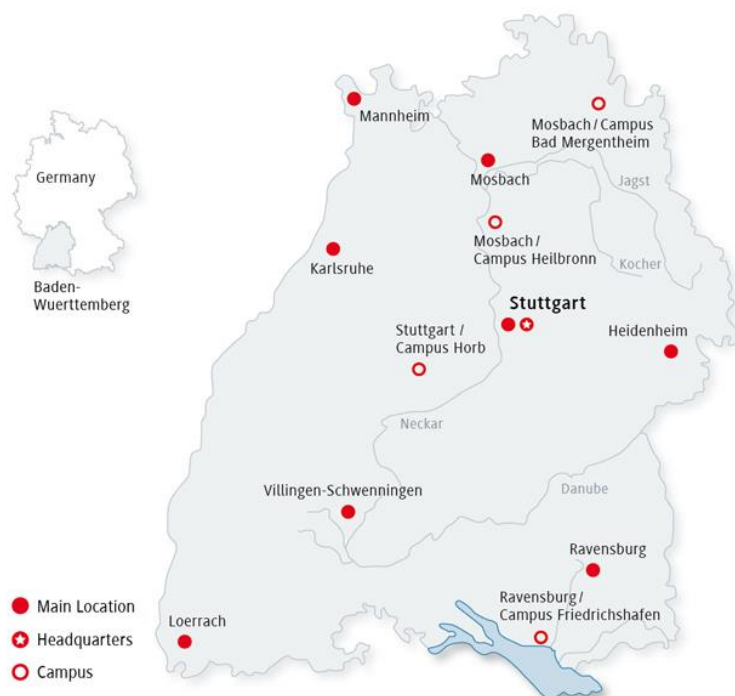 Mannheim
Mosbach / Campus
Bad Mergentheim
Germany
Mosbach
Jagst
Mosbach /
Campus Heilbronn
Karlsruhe
Kocher
Baden-
Wuerttemberg
Stuttgart
Stuttgart /
Campus Horb
Heidenheim
Neckar
Villingen-Schwenningen
Danube
Ravensburg
Main Location
Ravensburg /
Campus Friedrichshafen
Loerrach
Headquarters
Campus